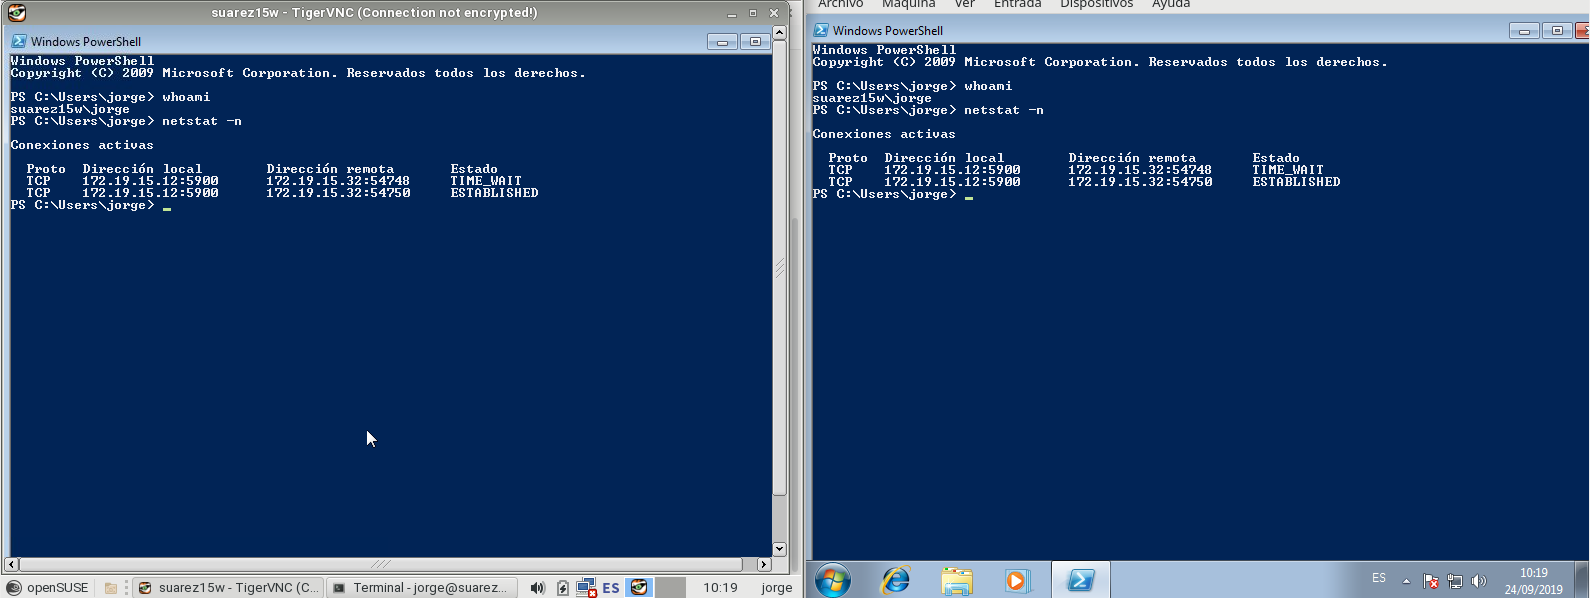 suarez15w - TigerVNC (Connection not encrypted!)
Windows PowerShell
Windows PowerShell
Copyright (C) 2009 Microsoft Corporation. Reservados todos los derechos.
PS C:\Users\jorge> whoami
suarez15w\jorge
PS C:\Users\jorge> netstat -n
Conexiones activas
Proto Dirección local Dirección remota Estado
TCP 172.19.15.12:5900 172.19.15.32:54748 TIME_WAIT
TCP 172.19.15.12:5900 172.19.15.32:54750 ESTABLISHED
PS C:\Users\jorge> _
openSUSE suarez15w - TigerVNC (C... Terminal - jorge@suarez... ES 10:19 jorge
Archivo Máquina Ver Entrada Dispositivos Ayuda
Windows PowerShell
Windows PowerShell
Copyright (C) 2009 Microsoft Corporation. Reservados todos los derechos.
PS C:\Users\jorge> whoami
suarez15w\jorge
PS C:\Users\jorge> netstat -n
Conexiones activas
Proto Dirección local Dirección remota Estado
TCP 172.19.15.12:5900 172.19.15.32:54748 TIME_WAIT
TCP 172.19.15.12:5900 172.19.15.32:54750 ESTABLISHED
PS C:\Users\jorge> _
ES 10:19
24/09/2019